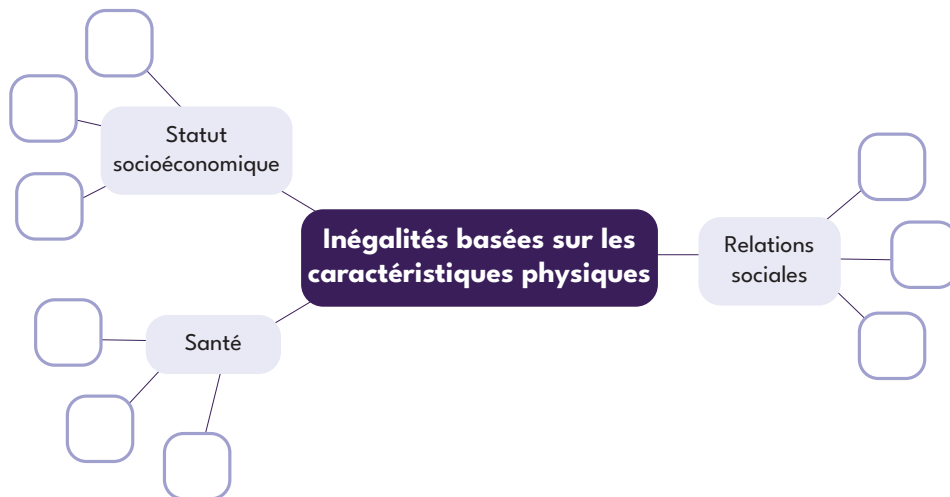 Statut
socioéconomique
Inégalités basées sur les
caractéristiques physiques
Relations
sociales
Santé